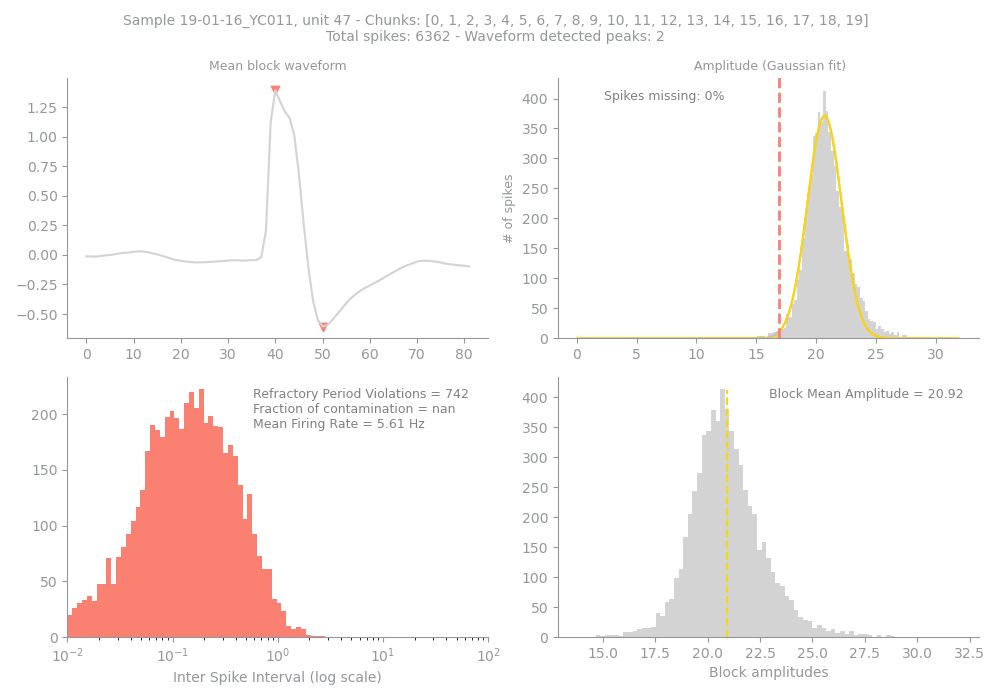 Sample 19-01-16_YC011, unit 47 - Chunks: [0, 1, 2, 3, 4, 5, 6, 7, 8, 9, 10, 11, 12, 13, 14, 15, 16, 17, 18, 19]
Total spikes: 6362 - Waveform detected peaks: 2
Mean block waveform
1.25
1.00
0.75
0.50
0.25
0.00
−0.25
−0.50
0 10 20 30 40 50 60 70 80
Amplitude (Gaussian fit)
Spikes missing: 0%
# of spikes
400
350
300
250
200
150
100
50
0
0 5 10 15 20 25 30
Refractory Period Violations = 742
Fraction of contamination = nan
Mean Firing Rate = 5.61 Hz
200
150
100
50
0
10⁻² 10⁻¹ 10⁰ 10¹ 10²
Inter Spike Interval (log scale)
Block Mean Amplitude = 20.92
400
350
300
250
200
150
100
50
0
15.0 17.5 20.0 22.5 25.0 27.5 30.0 32.5
Block amplitudes